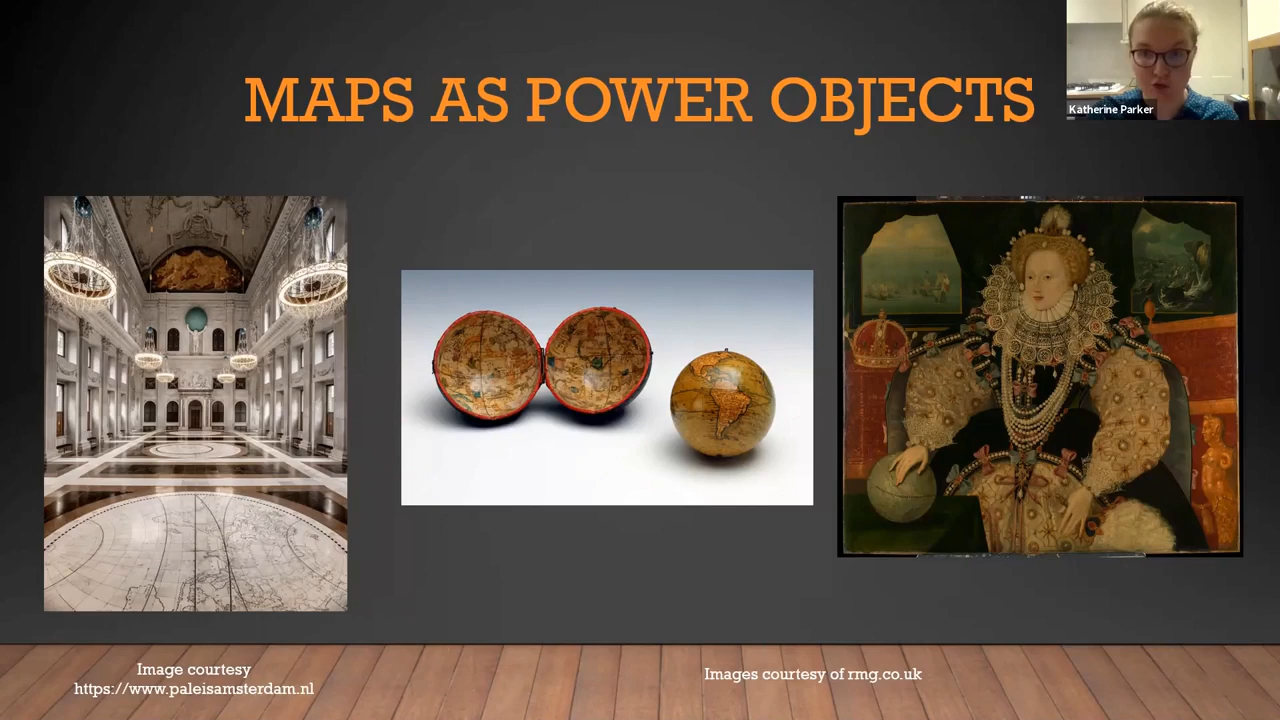 MAPS AS POWER OBJECTS
Katherine Parker
Image courtesy
https://www.paleisamsterdam.nl
Images courtesy of rmg.co.uk